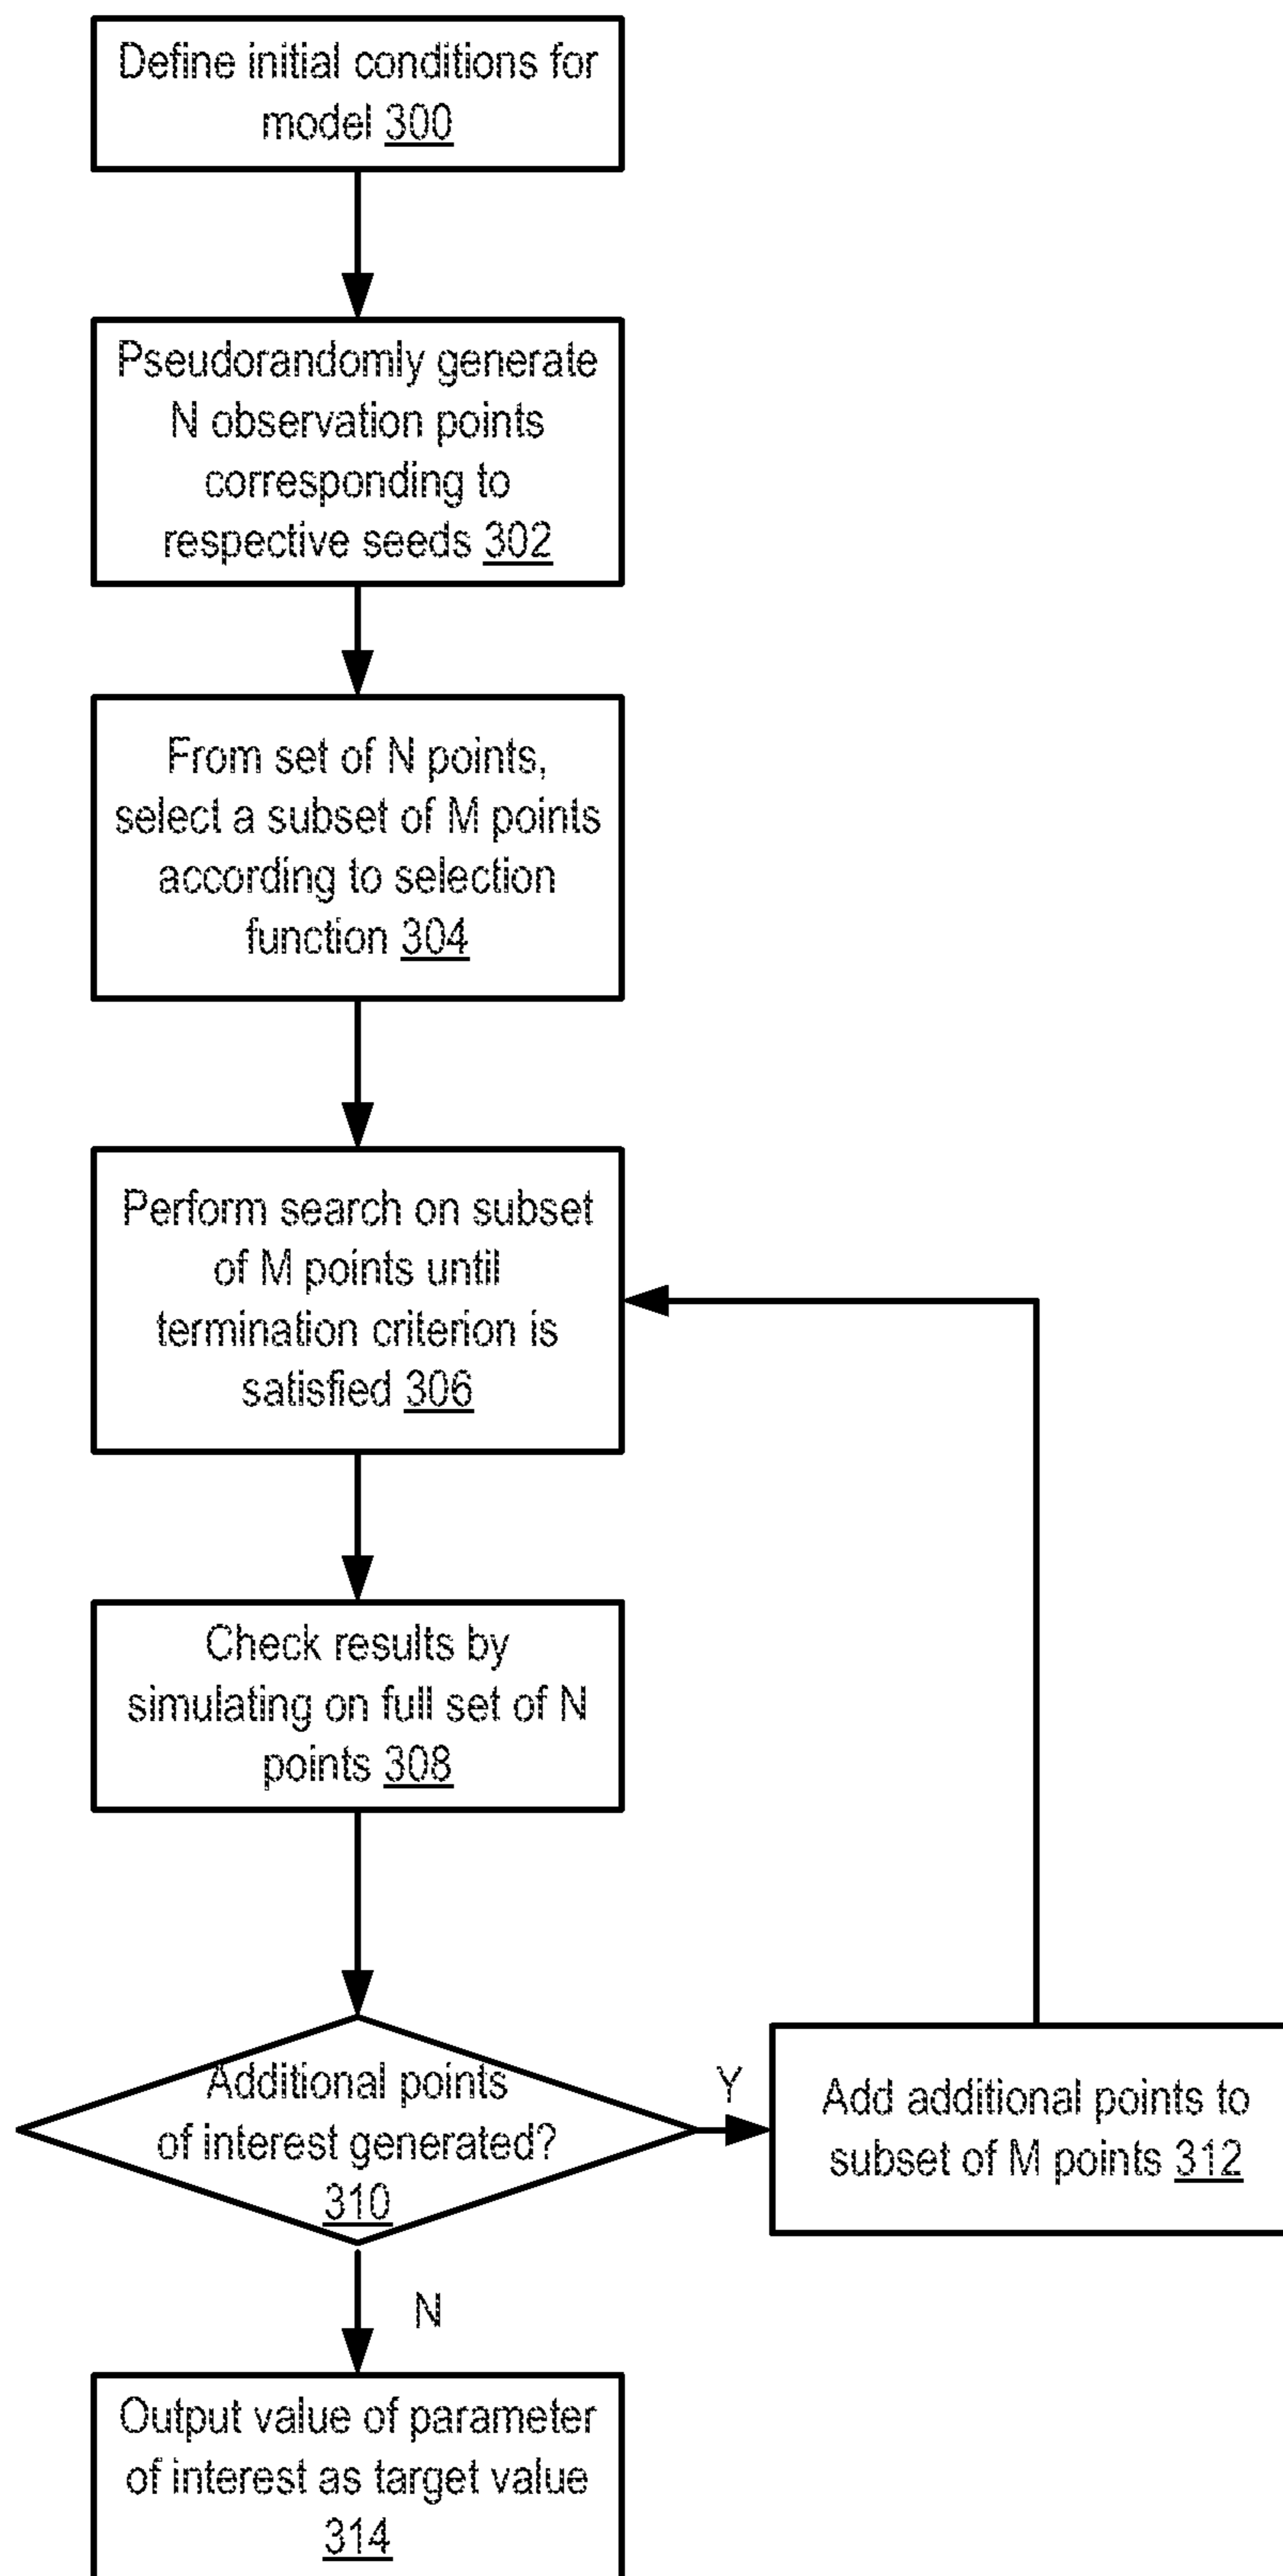 Define initial conditions for
model 300
Pseudorandomly generate
N observation points
corresponding to
respective seeds 302
From set of N points,
select a subset of M points
according to selection
function 304
Perform search on subset
of M points until
termination criterion is
satisfied 306
Check results by
simulating on full set of N
points 308
Additional points
of interest generated?
310
Y
Add additional points to
subset of M points 312
N
Output value of parameter
of interest as target value
314